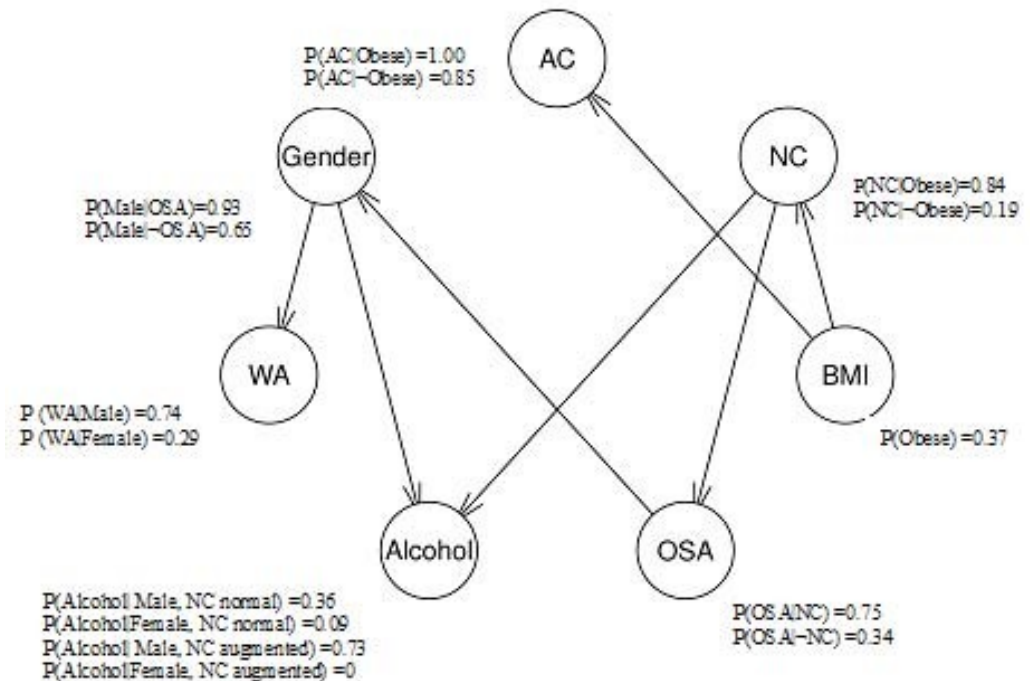 P(AC|Obese) =1.00
P(AC|¬Obese) =0.85
AC
Gender
NC
P(NC|Obese)=0.84
P(NC|¬Obese)=0.19
P(Male|OSA)=0.93
P(Male|¬OSA)=0.65
WA
BMI
P (WA|Male) =0.74
P (WA|Female) =0.29
P(Obese) =0.37
Alcohol
OSA
P(Alcohol| Male, NC normal) =0.36
P(Alcohol|Female, NC normal) =0.09
P(Alcohol| Male, NC augmented) =0.73
P(Alcohol|Female, NC augmented) =0
P(OSA|NC) =0.75
P(OSA|¬NC) =0.34